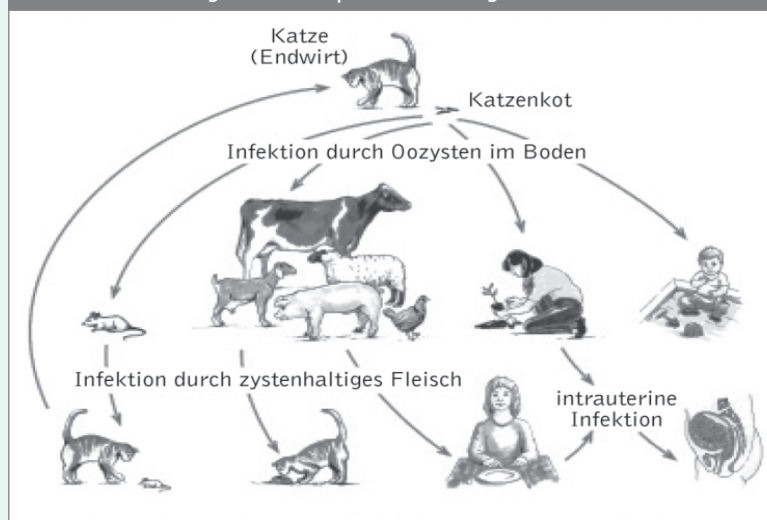 Katze
(Endwirt)
Katzenkot
Infektion durch Oozysten im Boden
Infektion durch zystenhaltiges Fleisch
intrauterine
Infektion